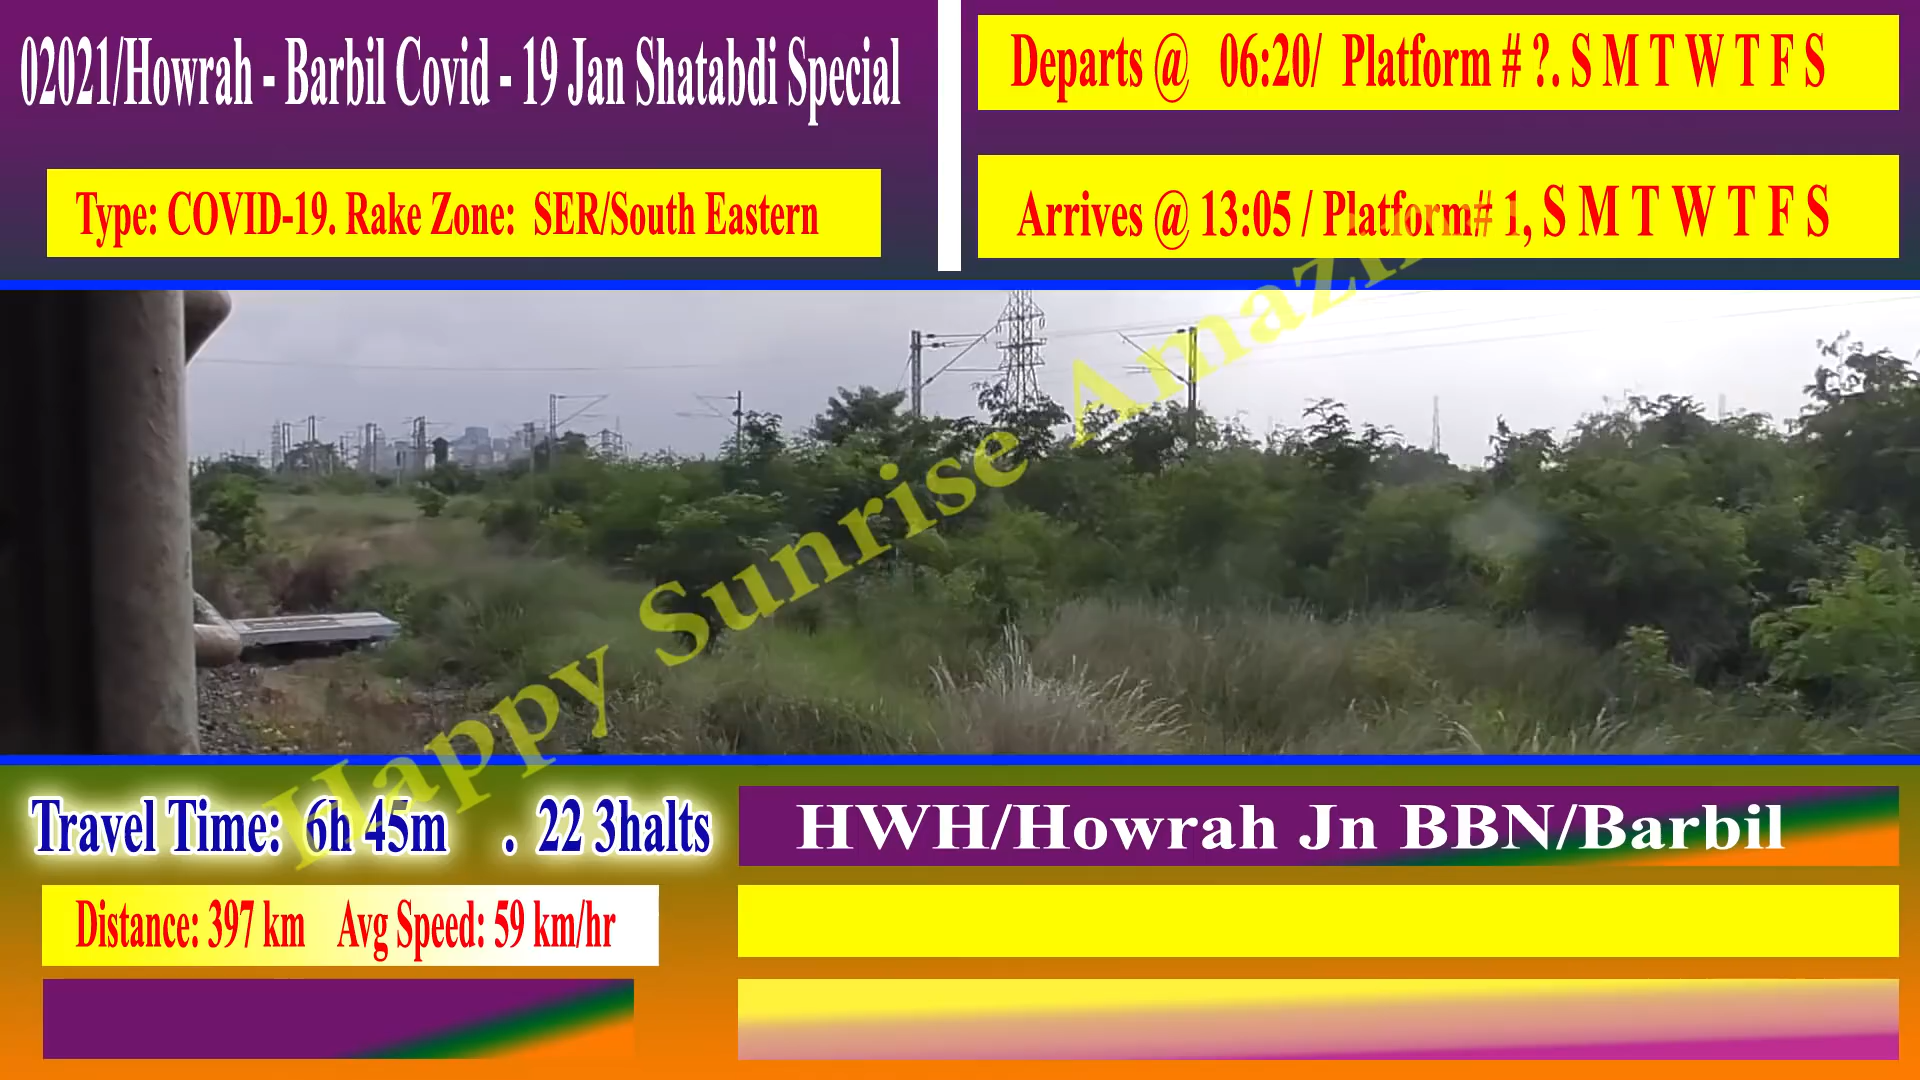 02021/Howrah - Barbil Covid - 19 Jan Shatabdi Special
Type: COVID-19. Rake Zone: SER/South Eastern
Departs @ 06:20/ Platform # ?. S M T W T F S
Arrives @ 13:05 / Platform# 1, S M T W T F S
Happy Sunrise Amazin
Travel Time: 6h 45m . 22 3halts
HWH/Howrah Jn BBN/Barbil
Distance: 397 km Avg Speed: 59 km/hr